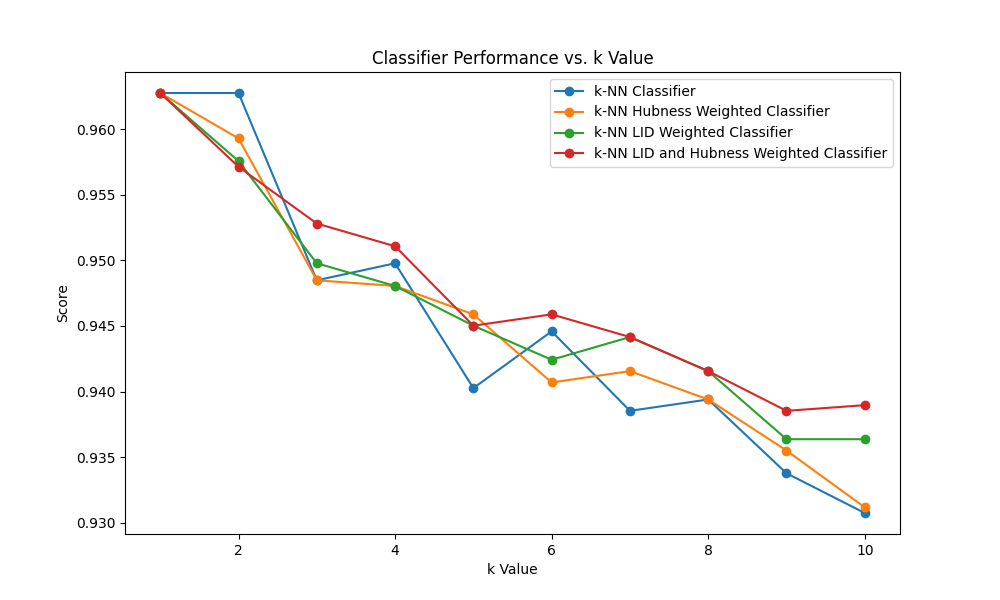 Classifier Performance vs. k Value
k-NN Classifier
k-NN Hubness Weighted Classifier
k-NN LID Weighted Classifier
k-NN LID and Hubness Weighted Classifier
Score
0.960
0.955
0.950
0.945
0.940
0.935
0.930
2 4 6 8 10
k Value